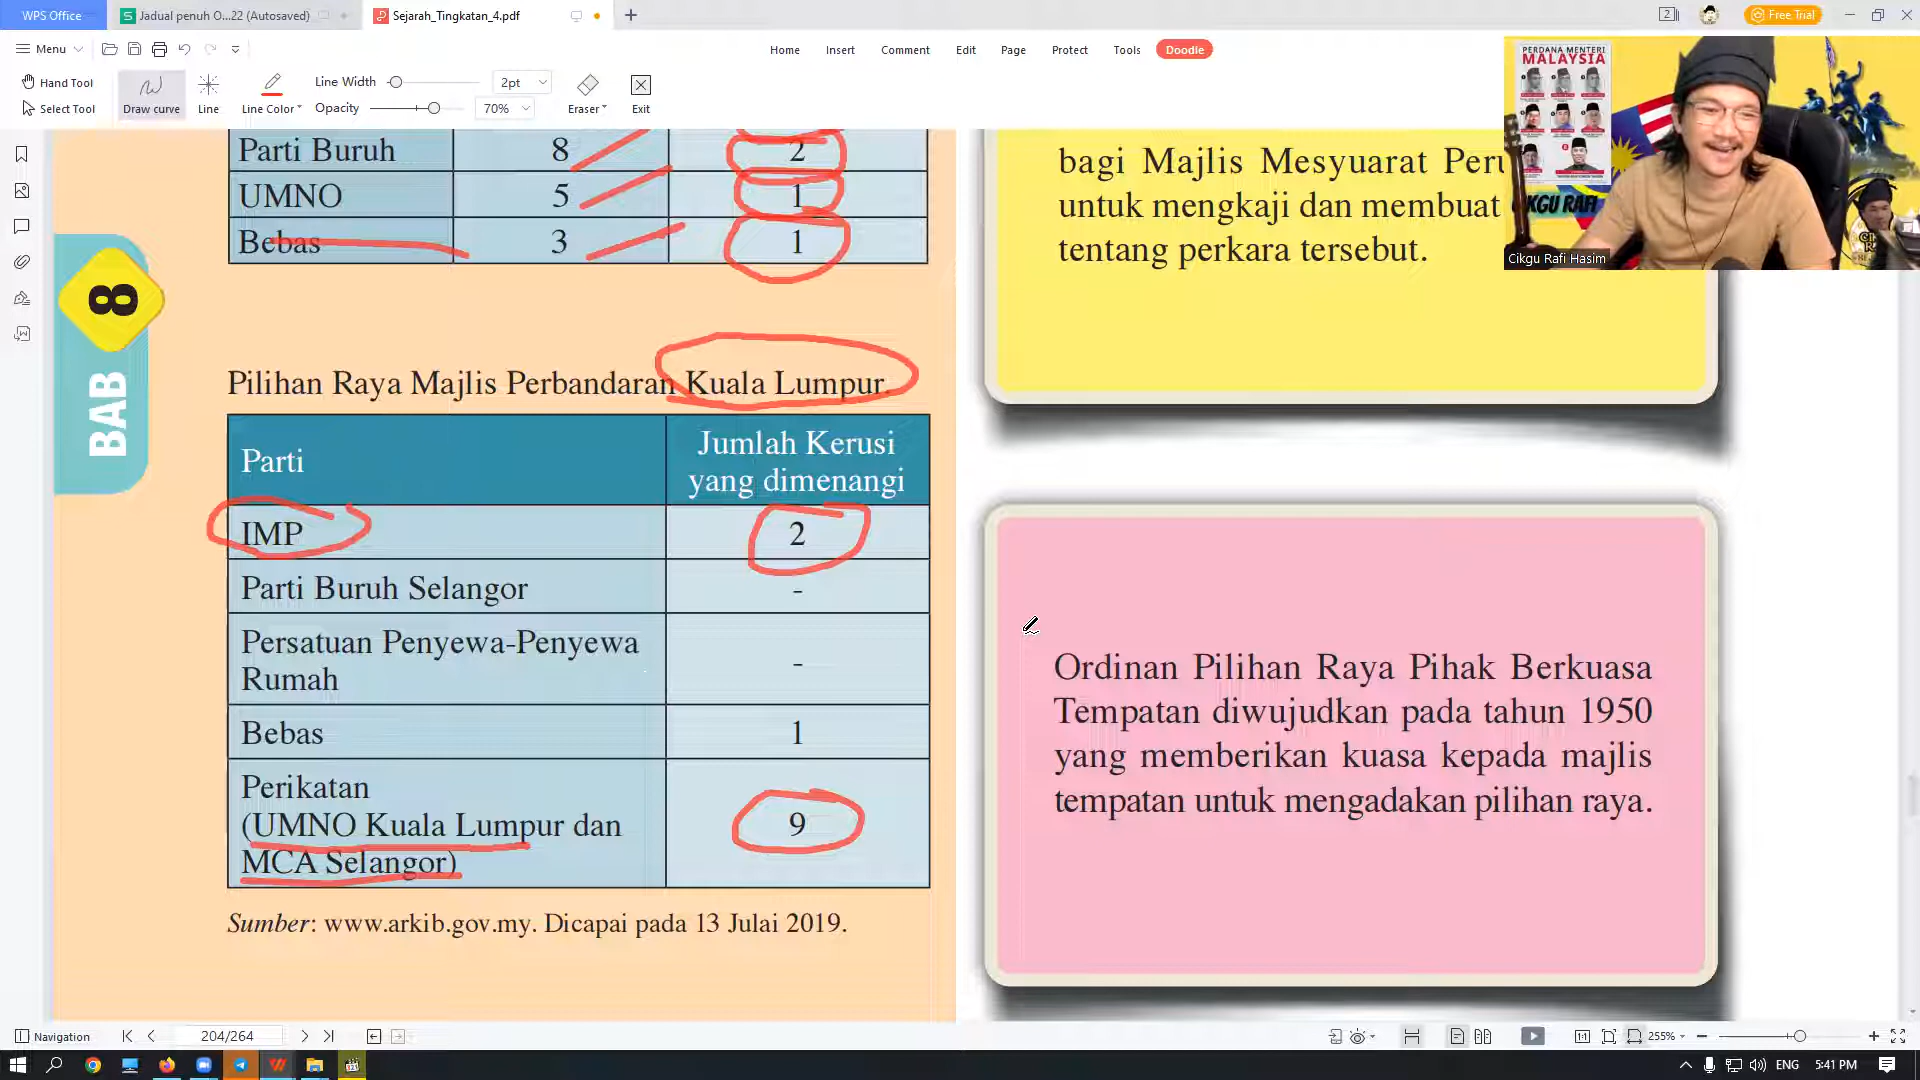 WPS Office
Jadual penuh O...22 (Autosaved)
Sejarah_Tingkatan_4.pdf
2
Free Trial
Menu
Home
Insert
Comment
Edit
Page
Protect
Tools
Doodle
Hand Tool
Select Tool
Draw curve
Line
Line Color
Line Width
2pt
Opacity
70%
Eraser
Exit
PERDANA MENTERI
MALAYSIA
CIKGU RAFI
Cikgu Rafi Hasim
Parti Buruh 8 2
UMNO 5 1
Bebas 3 1
BAB 8
Pilihan Raya Majlis Perbandaran Kuala Lumpur.
Parti
Jumlah Kerusi
yang dimenangi
IMP 2
Parti Buruh Selangor -
Persatuan Penyewa-Penyewa
Rumah -
Bebas 1
Perikatan
(UMNO Kuala Lumpur dan
MCA Selangor) 9
Sumber: www.arkib.gov.my. Dicapai pada 13 Julai 2019.
bagi Majlis Mesyuarat
untuk mengkaji dan membuat
tentang perkara tersebut.
Ordinan Pilihan Raya Pihak Berkuasa
Tempatan diwujudkan pada tahun 1950
yang memberikan kuasa kepada majlis
tempatan untuk mengadakan pilihan raya.
Navigation
204/264
255%
ENG
5:41 PM